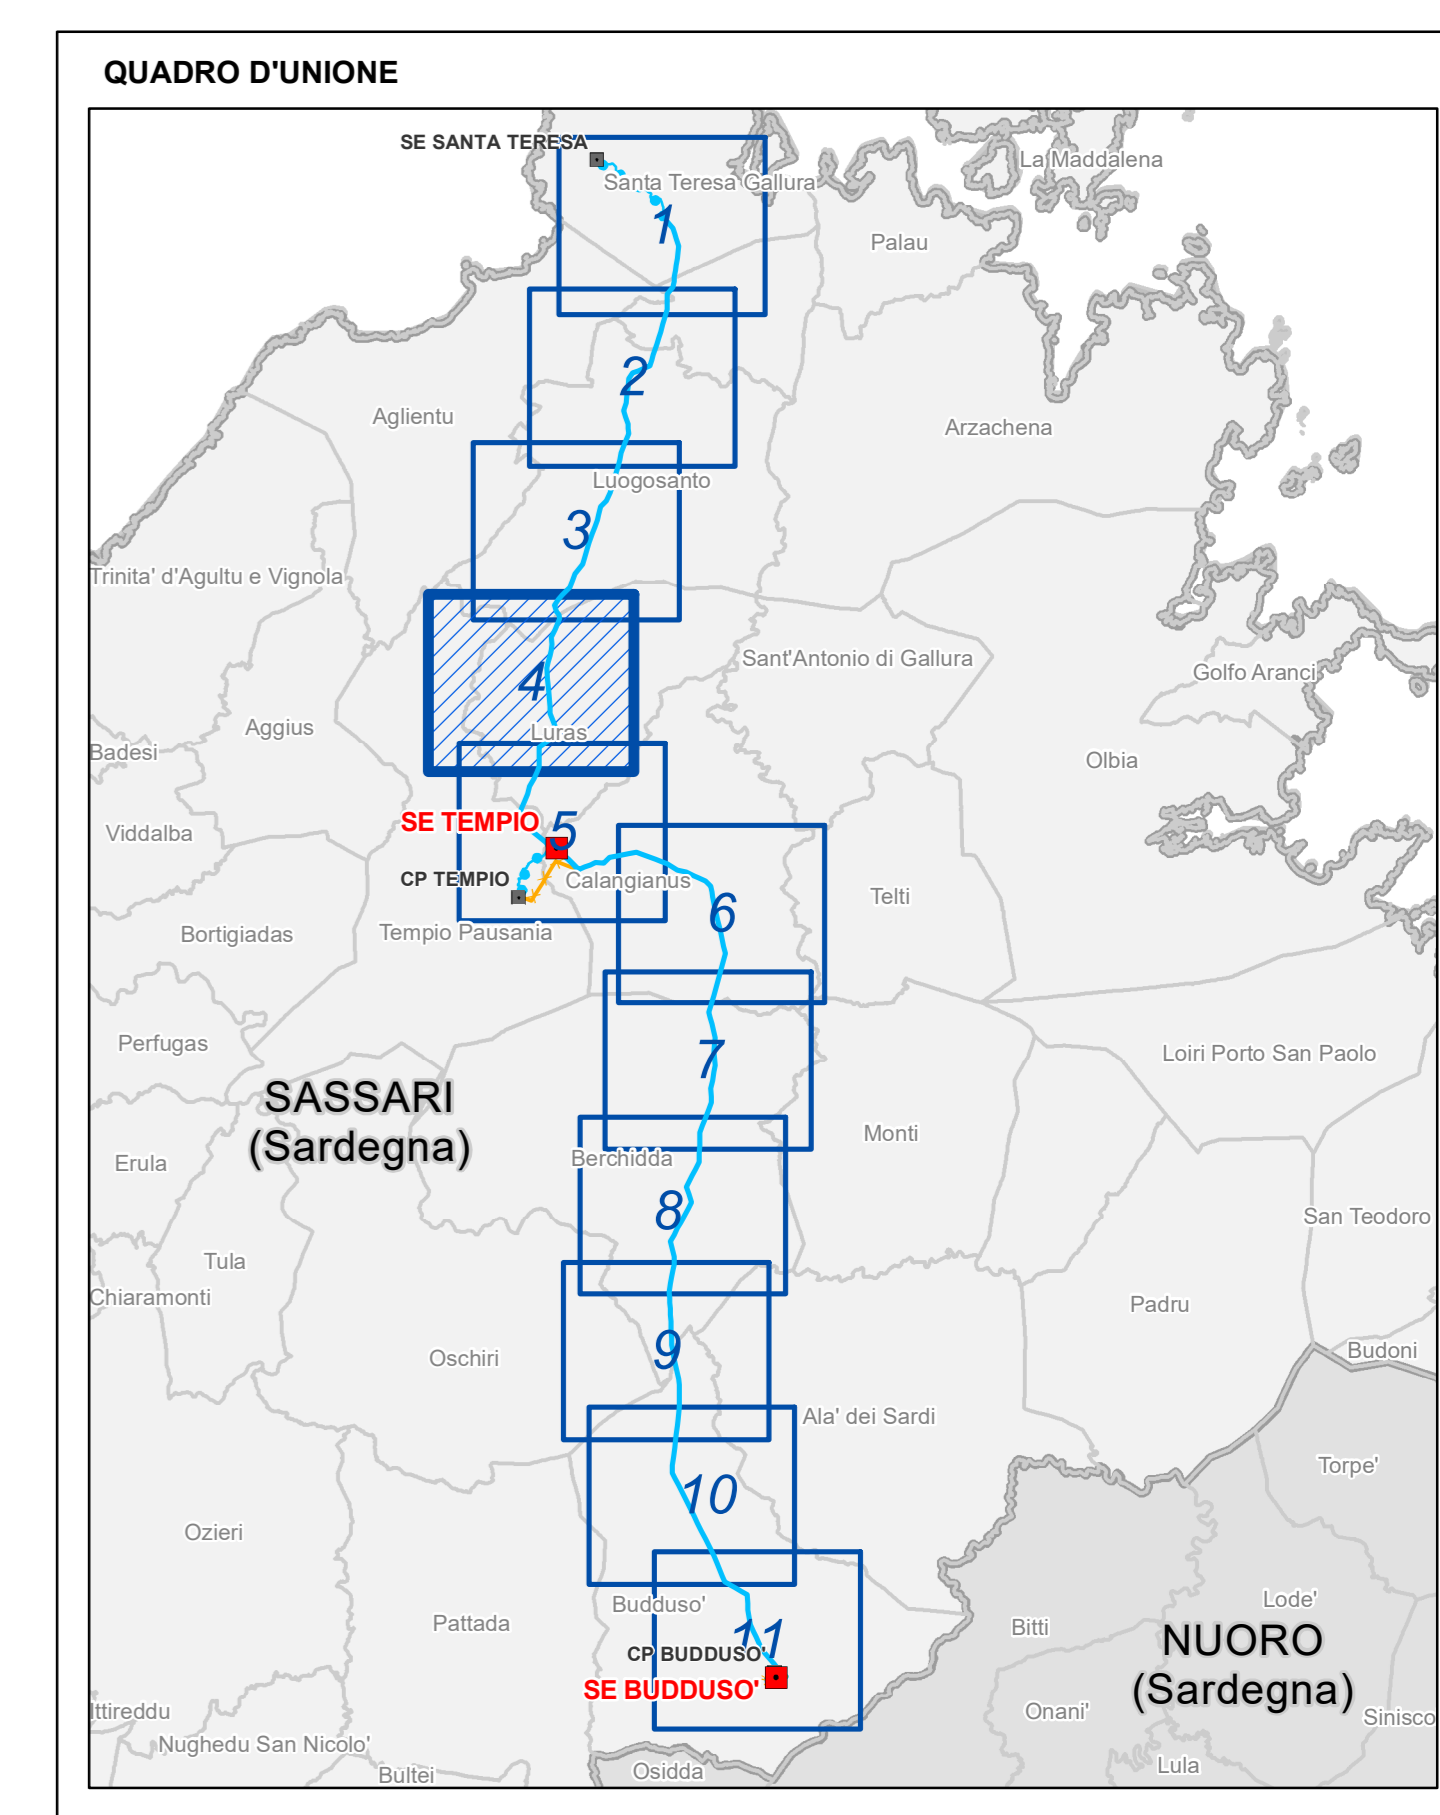 QUADRO D'UNIONE
SE SANTA TERESA
La Maddalena
Santa Teresa Gallura
1
Palau
2
Aglientu
Arzachena
Luogosanto
3
Trinita' d'Agultu e Vignola
Sant'Antonio di Gallura
Golfo Aranci
4
Aggius
Luras
Badesi
Olbia
SE TEMPIO
5
Viddalba
CP TEMPIO
Calangianus
Telti
6
Tempio Pausania
Bortigiadas
Perfugas
7
Loiri Porto San Paolo
SASSARI
(Sardegna)
Monti
Berchidda
Erula
8
San Teodoro
Tula
Chiaramonti
Padru
9
Oschiri
Budoni
Ala' dei Sardi
Torpe'
10
Ozieri
Budduso'
Lode'
Pattada
Bitti
11
NUORO
(Sardegna)
CP BUDDUSO'
SE BUDDUSO'
Ittireddu
Onani'
Sinisco
Nughedu San Nicolo'
Lula
Osidda
Bultei